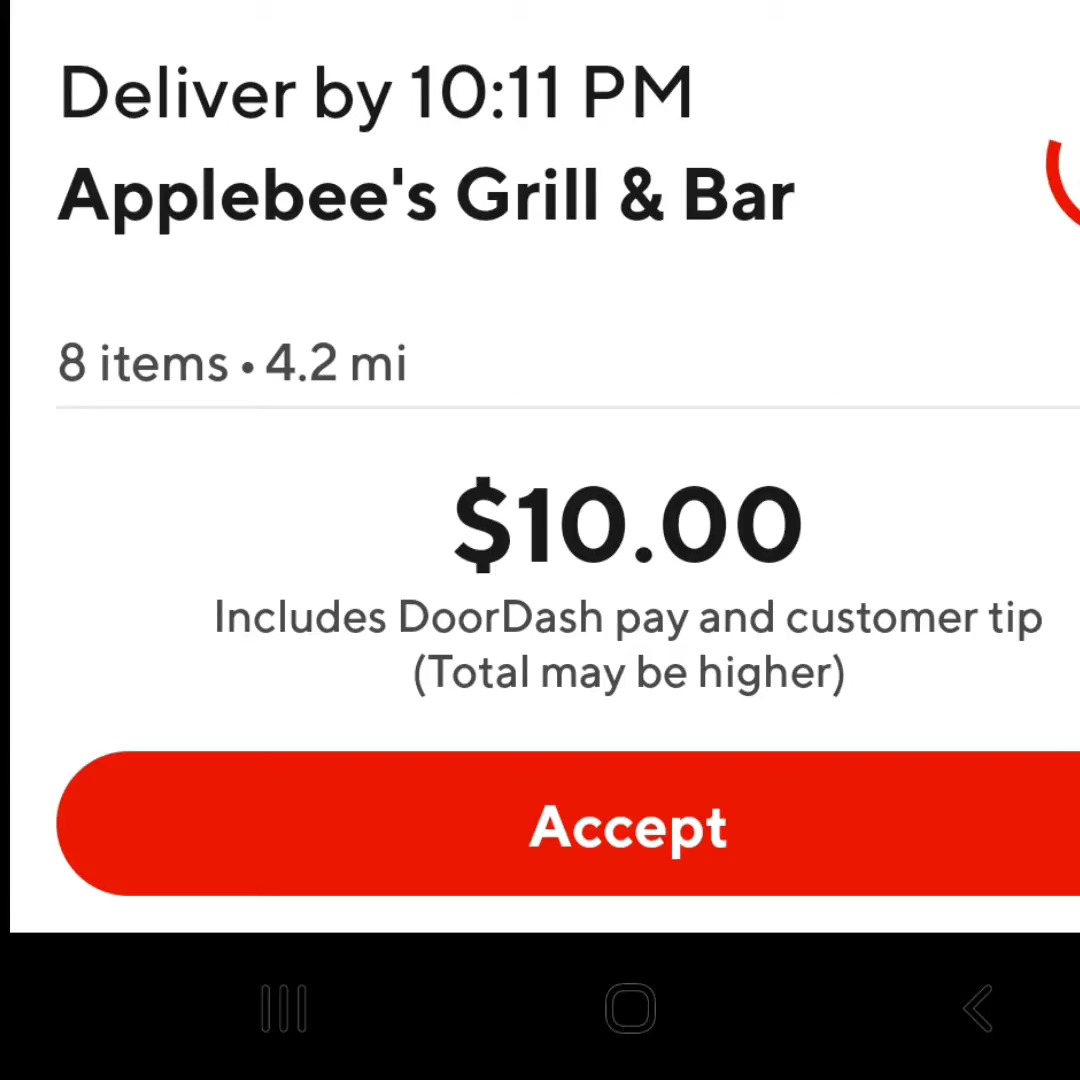 Deliver by 10:11 PM
Applebee's Grill & Bar
8 items • 4.2 mi
$10.00
Includes DoorDash pay and customer tip
(Total may be higher)
Accept